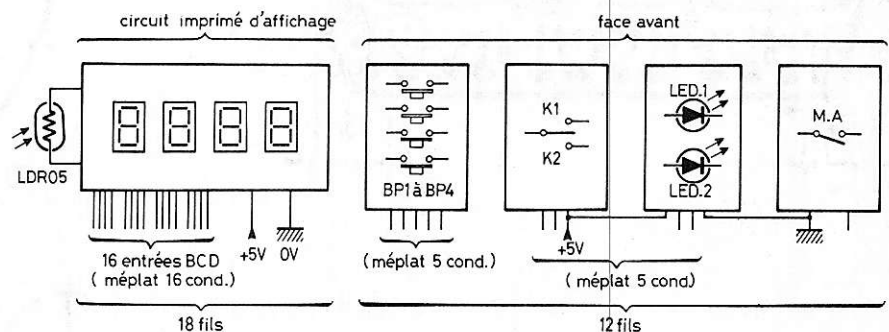 circuit imprimé d'affichage
face avant
LDR05
BP1 à BP4
K1
K2
LED.1
LED.2
M.A
16 entrées BCD
( méplat 16 cond.)
+5V
0V
(méplat 5 cond.)
+5V
( méplat 5 cond)
18 fils
12 fils